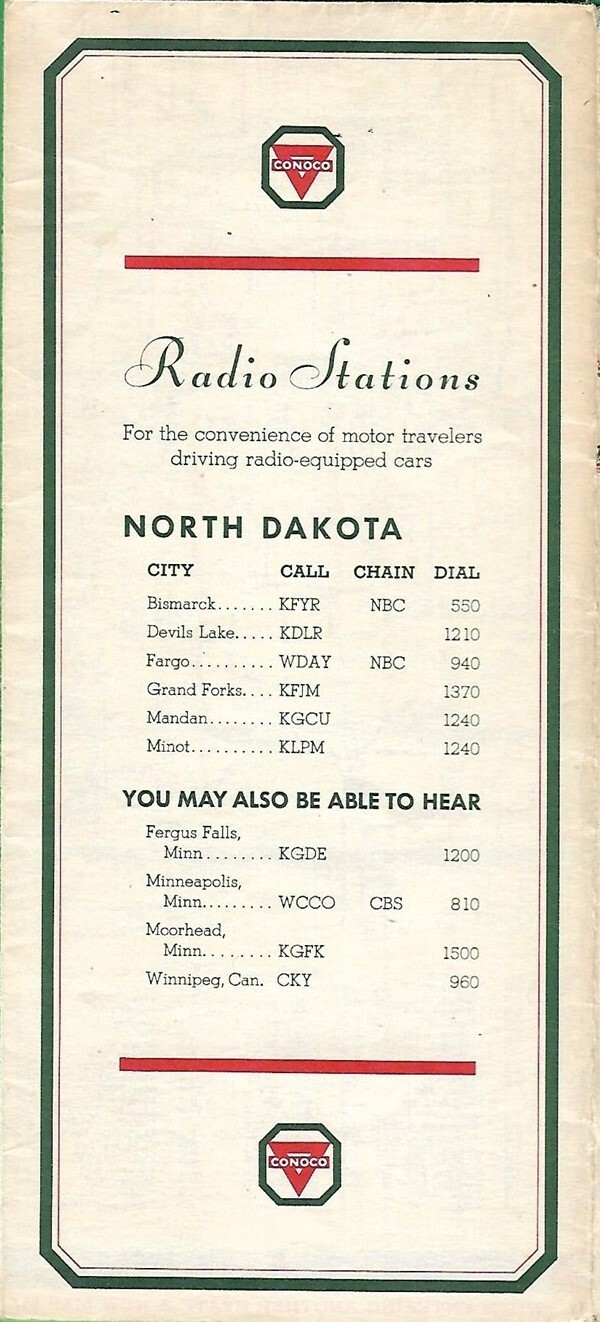 CONOCO
Radio Stations
For the convenience of motor travelers
driving radio-equipped cars
NORTH DAKOTA
CITY CALL CHAIN DIAL
Bismarck....... KFYR NBC 550
Devils Lake..... KDLR 1210
Fargo.......... WDAY NBC 940
Grand Forks.... KFJM 1370
Mandan........ KGCU 1240
Minot.......... KLPM 1240
YOU MAY ALSO BE ABLE TO HEAR
Fergus Falls,
Minn........ KGDE 1200
Minneapolis,
Minn......... WCCO CBS 810
Moorhead,
Minn......... KGFK 1500
Winnipeg, Can. CKY 960
CONOCO